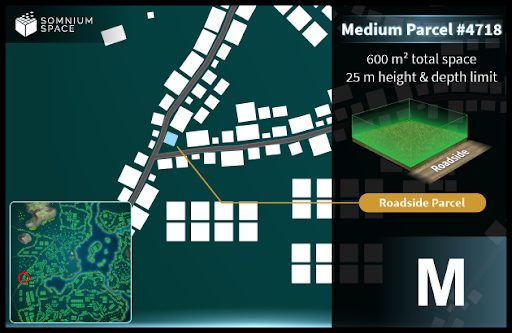 SOMNIUM
SPACE
Medium Parcel #4718
600 m² total space
25 m height & depth limit
Roadside
Roadside Parcel
M